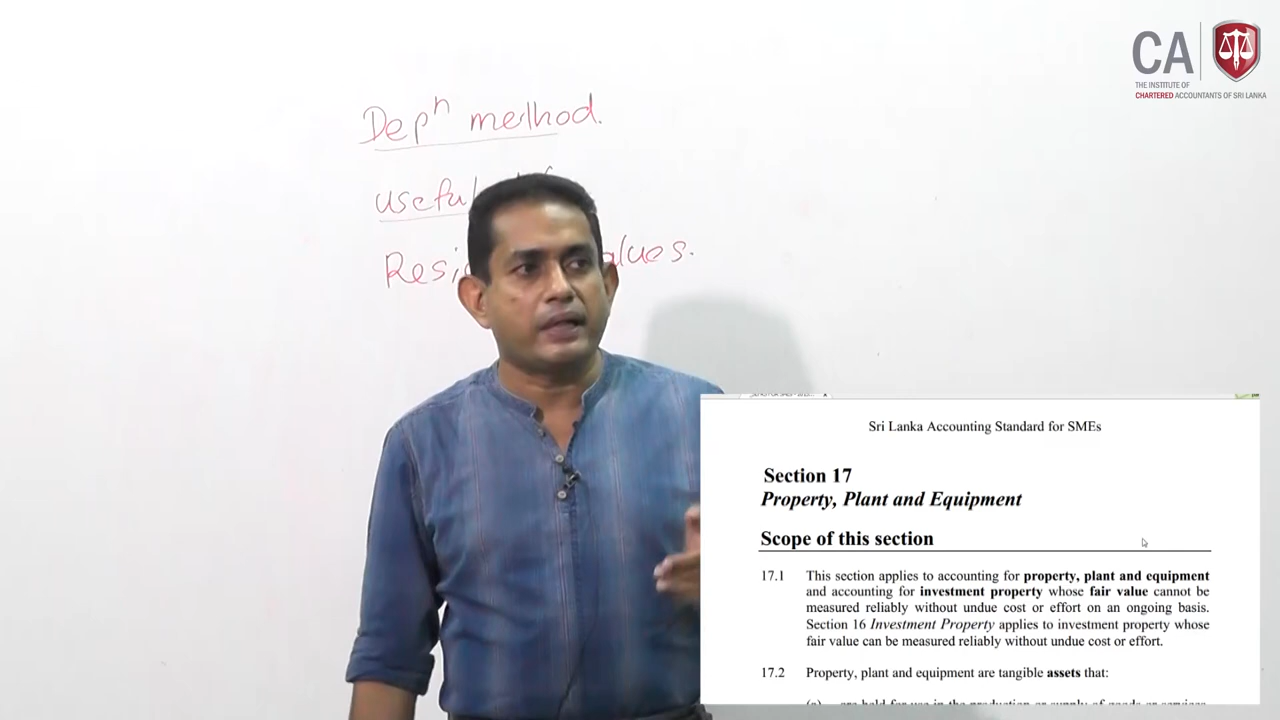 CA
THE INSTITUTE OF
CHARTERED ACCOUNTANTS OF SRI LANKA
Depⁿ method.
Sri Lanka Accounting Standard for SMEs
Section 17
Property, Plant and Equipment
Scope of this section
17.1 This section applies to accounting for property, plant and equipment
and accounting for investment property whose fair value cannot be
measured reliably without undue cost or effort on an ongoing basis.
Section 16 Investment Property applies to investment property whose
fair value can be measured reliably without undue cost or effort.
17.2 Property, plant and equipment are tangible assets that: